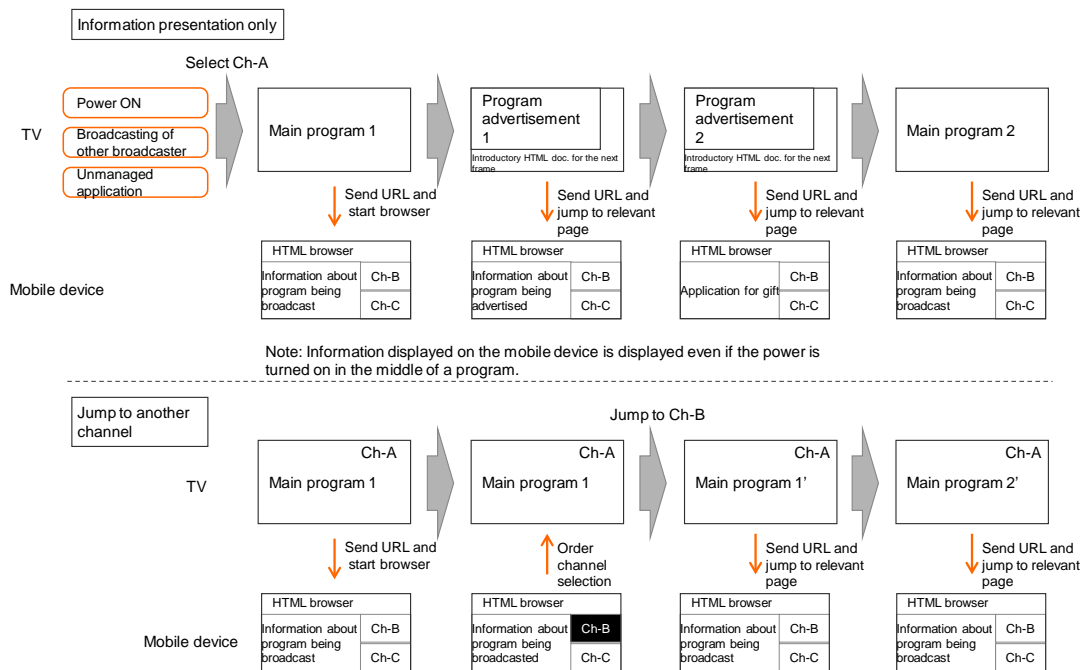 Information presentation only
Select Ch-A
TV
Power ON
Broadcasting of
other broadcaster
Unmanaged
application
Main program 1
Program
advertisement
1
Introductory HTML doc. for the next
frame
Program
advertisement
2
Introductory HTML doc. for the next
frame
Main program 2
Send URL and
start browser
Send URL and
jump to relevant
page
Send URL and
jump to relevant
page
Send URL and
jump to relevant
page
Mobile device
HTML browser
Information about
program being
broadcast
Ch-B
Ch-C
HTML browser
Information about
program being
advertised
Ch-B
Ch-C
HTML browser
Application for gift
Ch-B
Ch-C
HTML browser
Information about
program being
broadcast
Ch-B
Ch-C
Note: Information displayed on the mobile device is displayed even if the power is
turned on in the middle of a program.
Jump to another
channel
Jump to Ch-B
TV
Ch-A
Main program 1
Ch-A
Main program 1
Ch-A
Main program 1’
Ch-A
Main program 2’
Send URL and
start browser
Order
channel
selection
Send URL and
jump to relevant
page
Send URL and
jump to relevant
page
Mobile device
HTML browser
Information about
program being
broadcast
Ch-B
Ch-C
HTML browser
Information about
program being
broadcasted
Ch-B
Ch-C
HTML browser
Information about
program being
broadcast
Ch-B
Ch-C
HTML browser
Information about
program being
broadcast
Ch-B
Ch-C